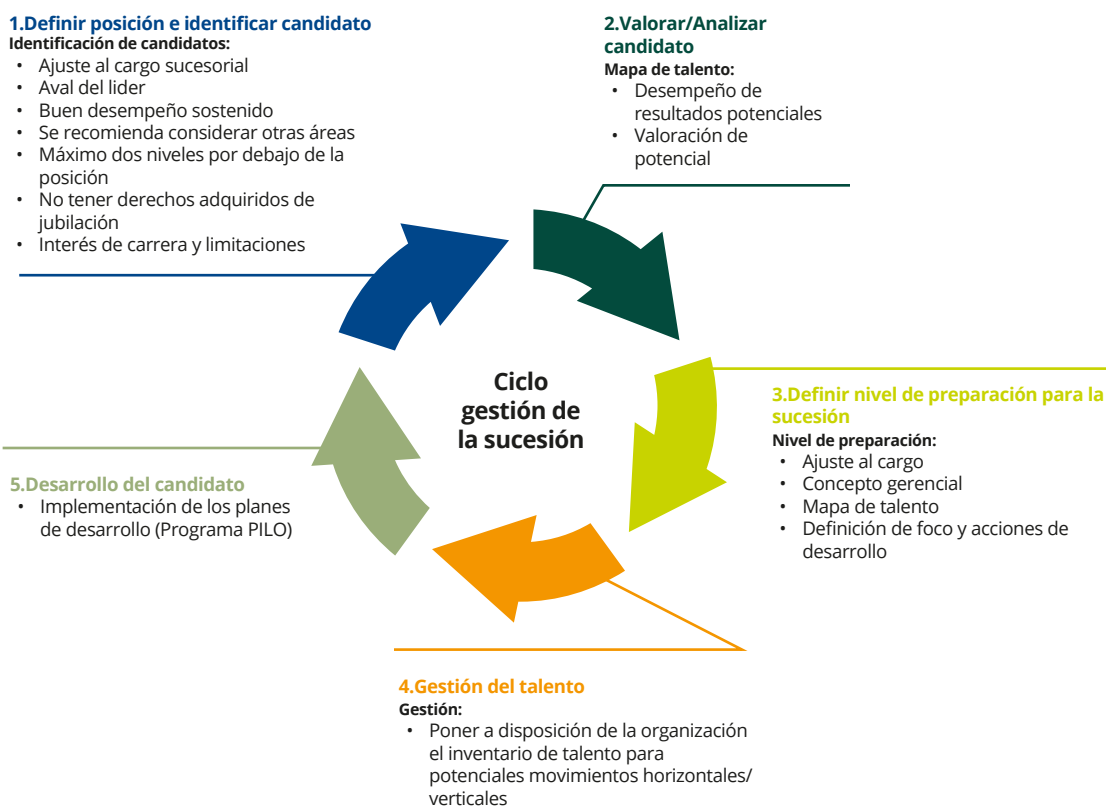 1.Definir posición e identificar candidato
Identificación de candidatos:
• Ajuste al cargo sucesorial
• Aval del lider
• Buen desempeño sostenido
• Se recomienda considerar otras áreas
• Máximo dos niveles por debajo de la
posición
• No tener derechos adquiridos de
jubilación
• Interés de carrera y limitaciones
2.Valorar/Analizar
candidato
Mapa de talento:
• Desempeño de
resultados potenciales
• Valoración de
potencial
Ciclo
gestión de
la sucesión
3.Definir nivel de preparación para la
sucesión
Nivel de preparación:
• Ajuste al cargo
• Concepto gerencial
• Mapa de talento
• Definición de foco y acciones de
desarrollo
4.Gestión del talento
Gestión:
• Poner a disposición de la organización
el inventario de talento para
potenciales movimientos horizontales/
verticales
5.Desarrollo del candidato
• Implementación de los planes
de desarrollo (Programa PILO)